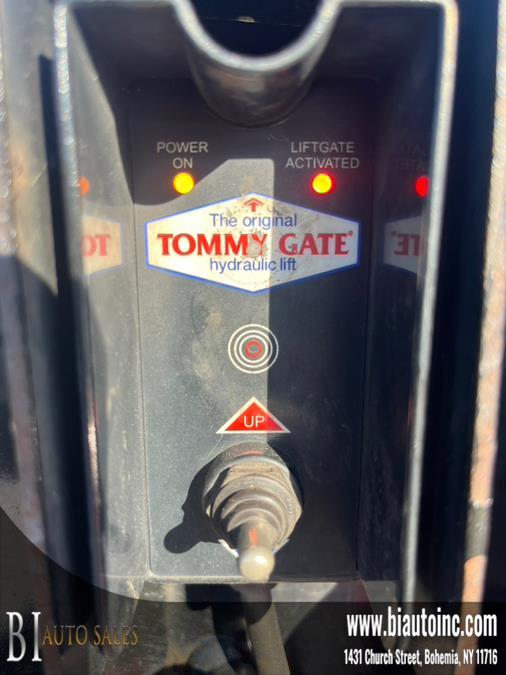 POWER ON
LIFTGATE ACTIVATED
The original
TOMMY GATE®
hydraulic lift
UP
BI AUTO SALES
www.biautoinc.com
1431 Church Street, Bohemia, NY 11716